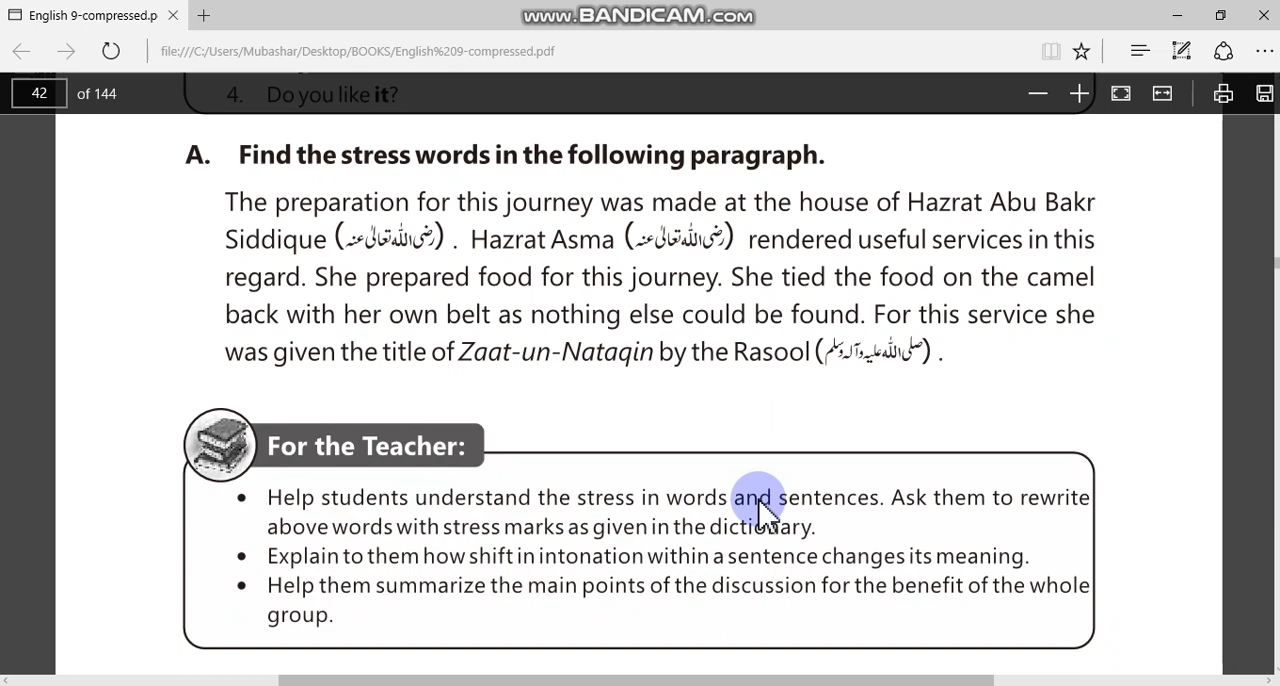 English 9-compressed.p
www.BANDICAM.com
file:///C:/Users/Mubashar/Desktop/BOOKS/English%209-compressed.pdf
42 of 144
4. Do you like it?
A. Find the stress words in the following paragraph.
The preparation for this journey was made at the house of Hazrat Abu Bakr
Siddique (رضی اللہ تعالیٰ عنہ) . Hazrat Asma (رضی اللہ تعالیٰ عنہ) rendered useful services in this
regard. She prepared food for this journey. She tied the food on the camel
back with her own belt as nothing else could be found. For this service she
was given the title of Zaat-un-Nataqin by the Rasool (صلی اللہ علیہ وآلہ وسلم) .
For the Teacher:
• Help students understand the stress in words and sentences. Ask them to rewrite
above words with stress marks as given in the dictionary.
• Explain to them how shift in intonation within a sentence changes its meaning.
• Help them summarize the main points of the discussion for the benefit of the whole
group.